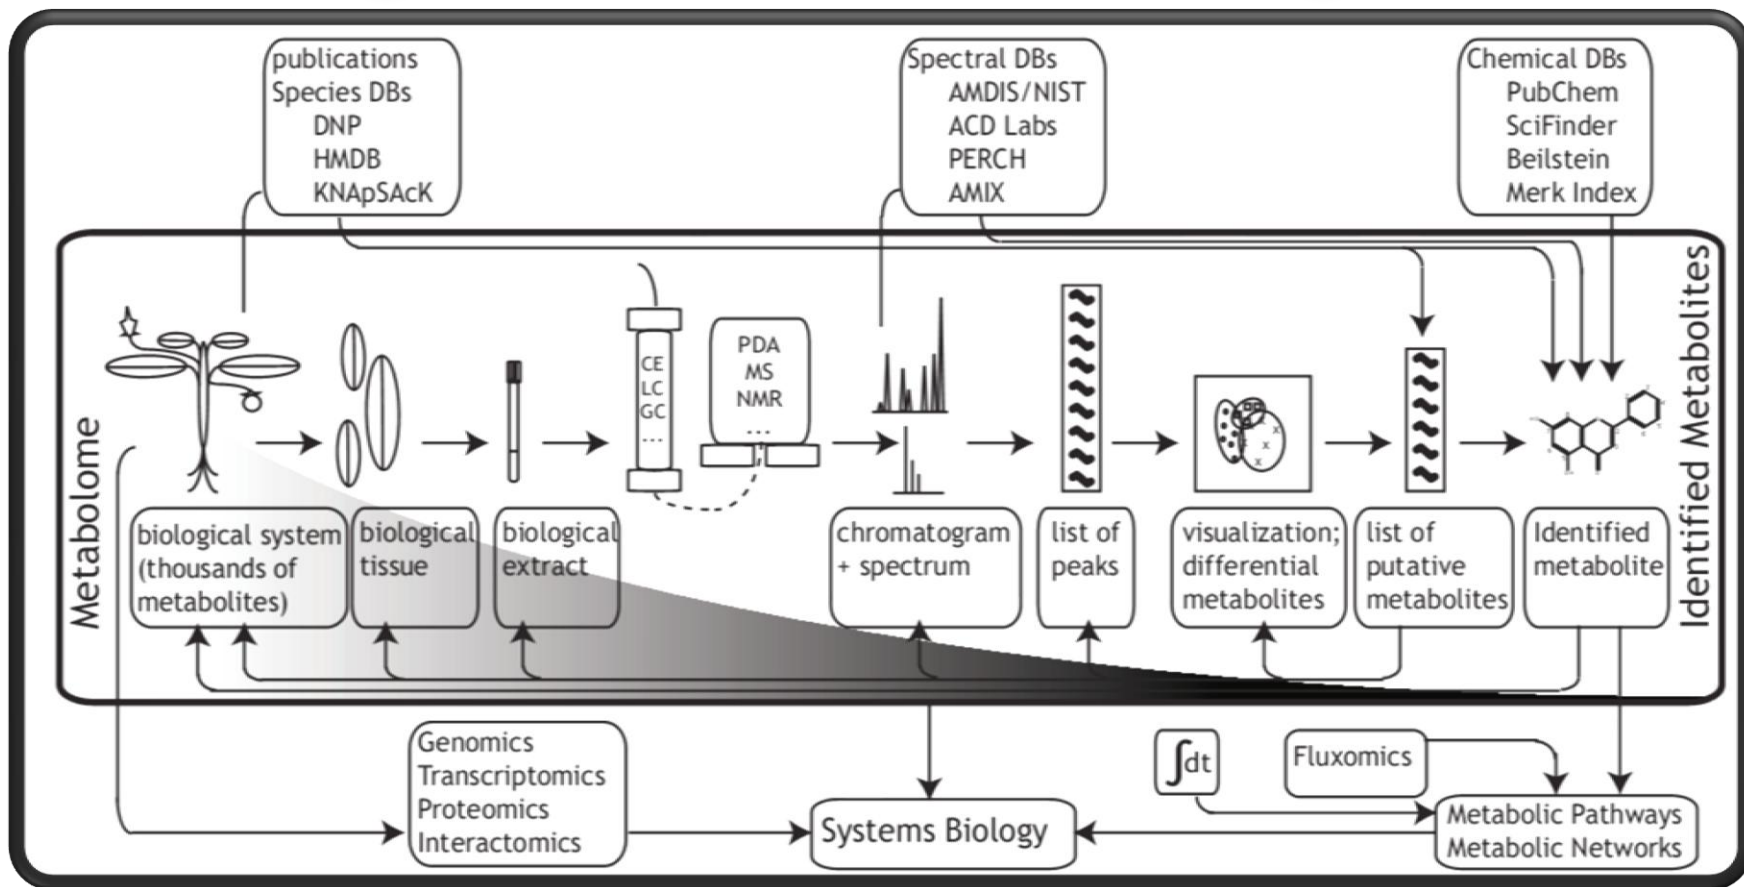 publications
Species DBs
DNP
HMDB
KNApSAcK
Spectral DBs
AMDIS/NIST
ACD Labs
PERCH
AMIX
Chemical DBs
PubChem
SciFinder
Beilstein
Merk Index
Metabolome
Identified Metabolites
CE
LC
GC
...
PDA
MS
NMR
...
x
x
x
x
biological system
(thousands of
metabolites)
biological
tissue
biological
extract
chromatogram
+ spectrum
list of
peaks
visualization;
differential
metabolites
list of
putative
metabolites
Identified
metabolite
Genomics
Transcriptomics
Proteomics
Interactomics
Systems Biology
∫dt
Fluxomics
Metabolic Pathways
Metabolic Networks